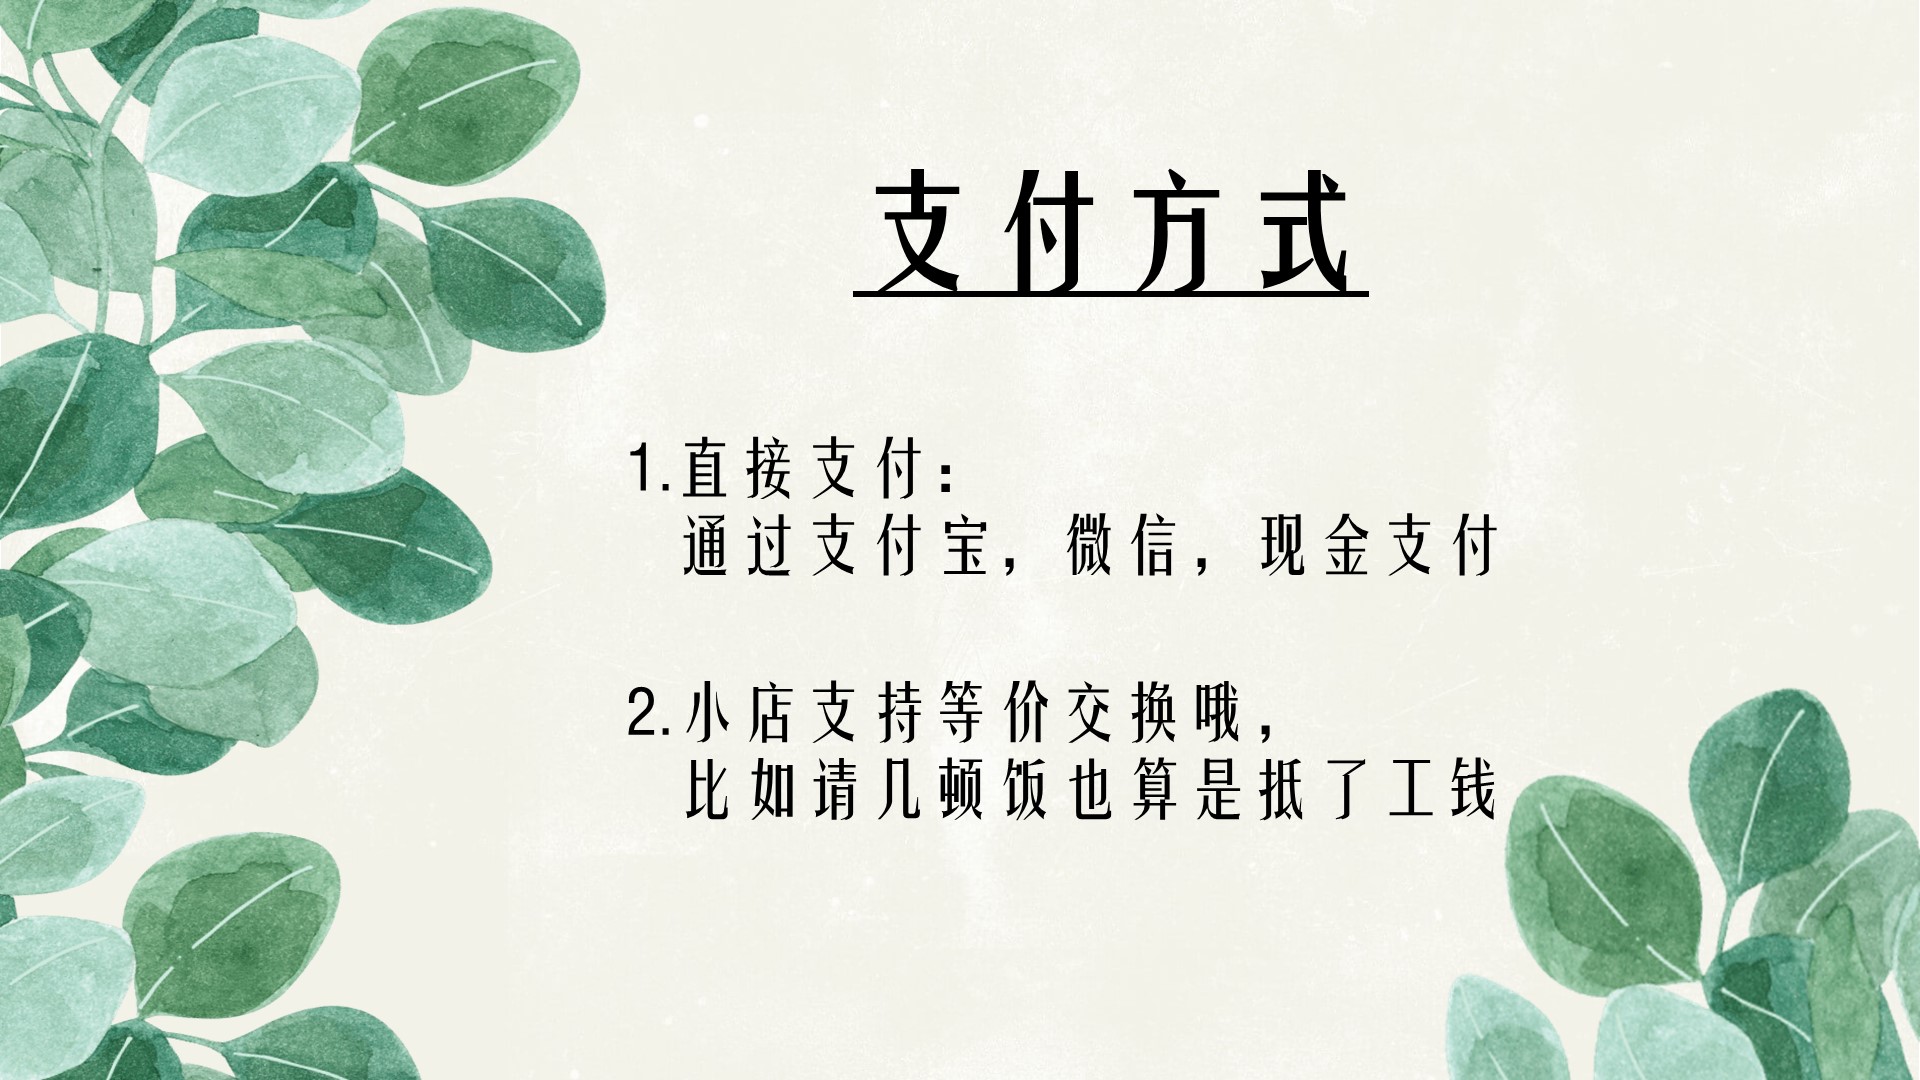 支付方式
1.直接支付：
通过支付宝，微信，现金支付
2.小店支持等价交换哦，
比如请几顿饭也算是抵了工钱